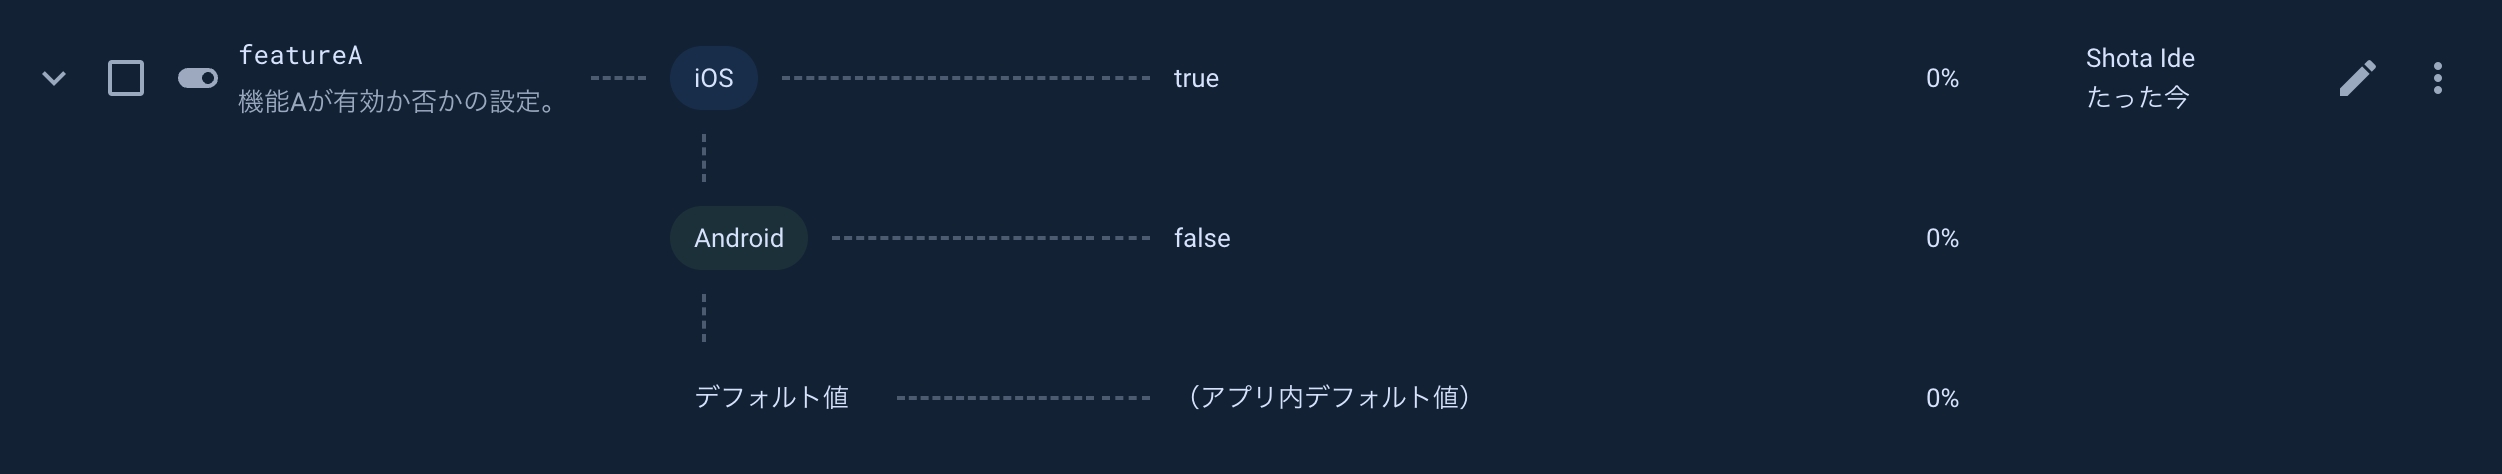 featureA
機能Aが有効か否かの設定。
iOS
true
0%
Shota Ide
たった今
Android
false
0%
デフォルト値
（アプリ内デフォルト値）
0%